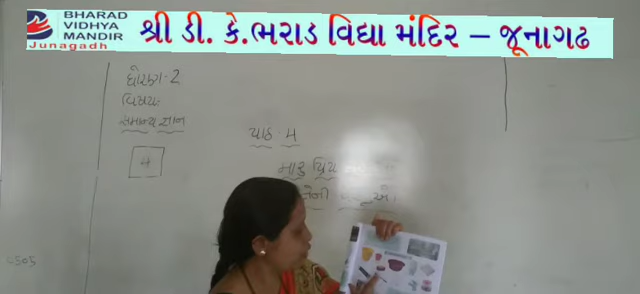 BHARAD
VIDHYA
MANDIR
Junagadh
શ્રી ડી. કે.ભરાડ વિદ્યા મંદિર – જૂનાગઢ
ધોરણ-2
વિષય:
સામાન્ય જ્ઞાન
4
પાઠ 4
મારુ પ્રિય